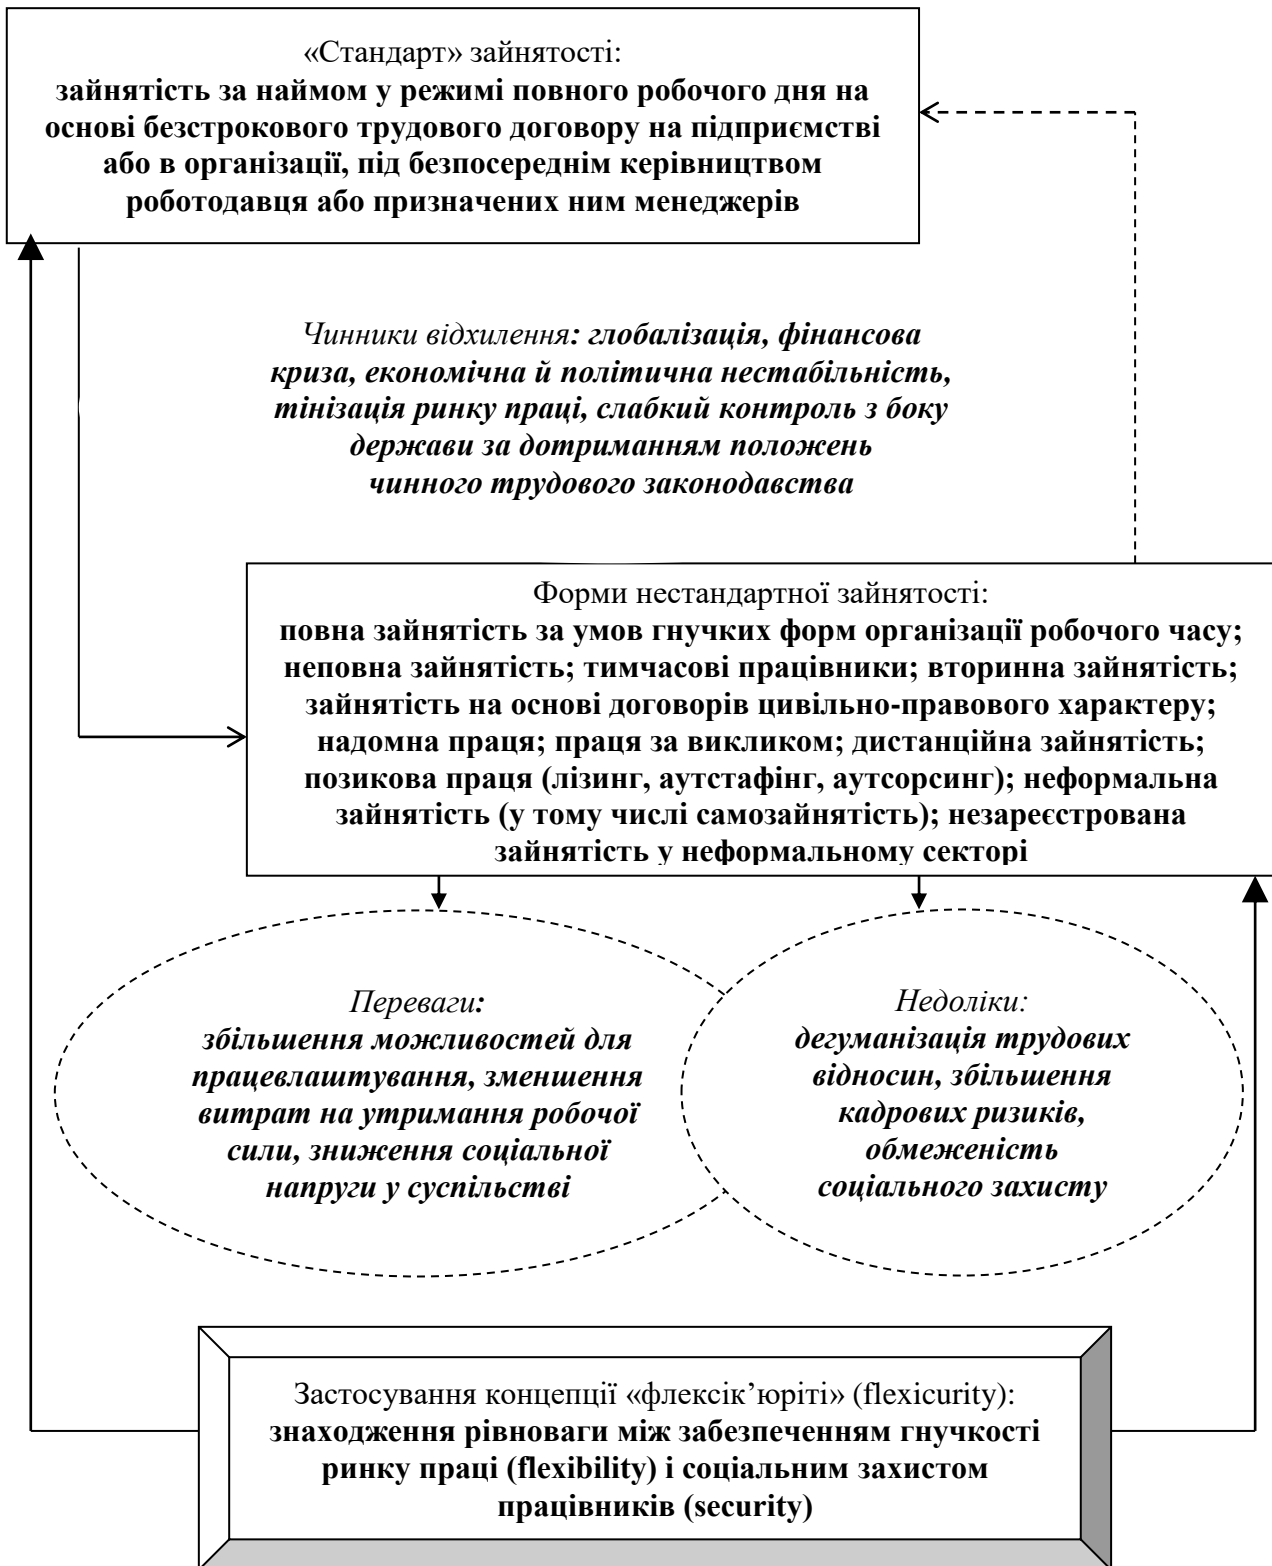 «Стандарт» зайнятості:
зайнятість за наймом у режимі повного робочого дня на
основі безстрокового трудового договору на підприємстві
або в організації, під безпосереднім керівництвом
роботодавця або призначених ним менеджерів
Чинники відхилення: глобалізація, фінансова
криза, економічна й політична нестабільність,
тінізація ринку праці, слабкий контроль з боку
держави за дотриманням положень
чинного трудового законодавства
Форми нестандартної зайнятості:
повна зайнятість за умов гнучких форм організації робочого часу;
неповна зайнятість; тимчасові працівники; вторинна зайнятість;
зайнятість на основі договорів цивільно-правового характеру;
надомна праця; праця за викликом; дистанційна зайнятість;
позикова праця (лізинг, аутстафінг, аутсорсинг); неформальна
зайнятість (у тому числі самозайнятість); незареєстрована
зайнятість у неформальному секторі
Переваги:
збільшення можливостей для
працевлаштування, зменшення
витрат на утримання робочої
сили, зниження соціальної
напруги у суспільстві
Недоліки:
дегуманізація трудових
відносин, збільшення
кадрових ризиків,
обмеженість
соціального захисту
Застосування концепції «флексік’юріті» (flexicurity):
знаходження рівноваги між забезпеченням гнучкості
ринку праці (flexibility) і соціальним захистом
працівників (security)